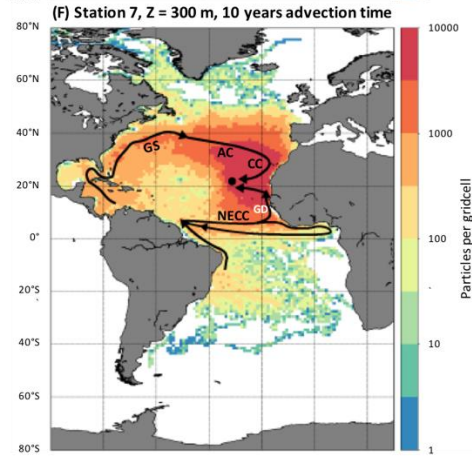 (F) Station 7, Z = 300 m, 10 years advection time
80°N
60°N
40°N
20°N
0°
20°S
40°S
60°S
80°S
GS
AC
CC
GD
NECC
10000
1000
100
10
1
Particles per gridcell